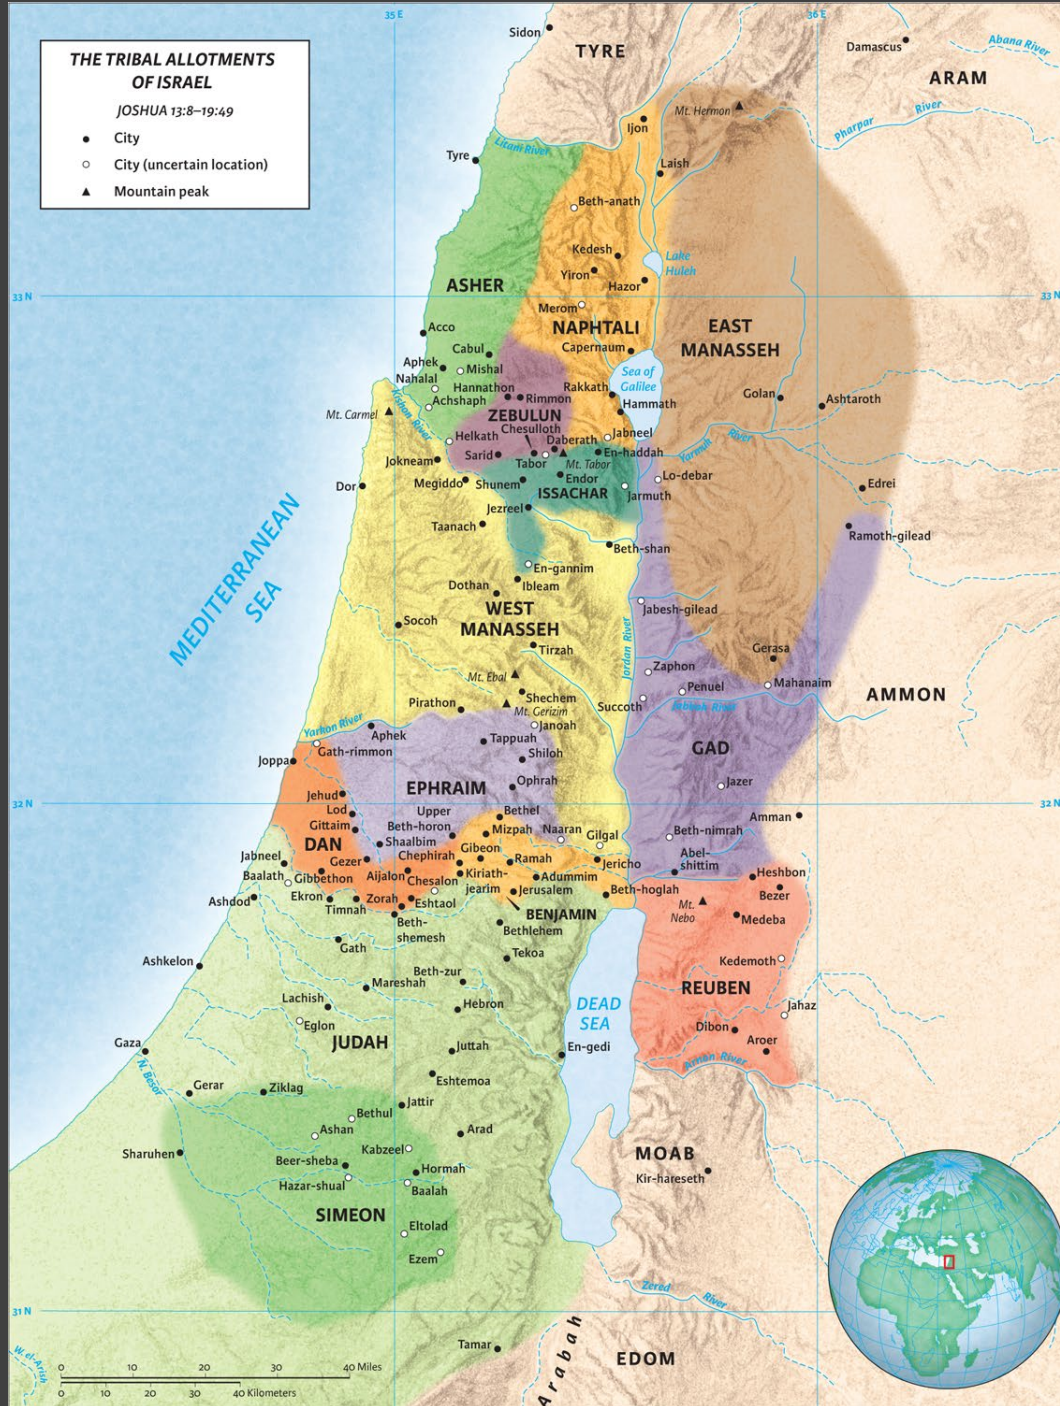 35 E
36 E
Sidon
TYRE
Damascus
Abana River
ARAM
THE TRIBAL ALLOTMENTS
OF ISRAEL
JOSHUA 13:8–19:49
City
City (uncertain location)
Mountain peak
Mt. Hermon
Pharpar River
Ijon
Litani River
Tyre
Laish
Beth-anath
Kedesh
Lake
Huleh
Yiron
Hazor
ASHER
33 N
33 N
Merom
NAPHTALI
EAST
MANASSEH
Acco
Cabul
Capernaum
Aphek
Mishal
Sea of
Galilee
Nahalal
Hannathon
Rakkath
Golan
Achshaph
Rimmon
Hammath
Ashtaroth
Mt. Carmel
Kishon River
ZEBULUN
Chesulloth
Helkath
Daberath
Jabneel
Yarmuk River
Sarid
Tabor
Mt. Tabor
En-haddah
Jokneam
Megiddo
Shunem
Endor
Lo-debar
Dor
ISSACHAR
Jarmuth
Edrei
Jezreel
Taanach
Ramoth-gilead
Beth-shan
MEDITERRANEAN
SEA
En-gannim
Dothan
Ibleam
WEST
MANASSEH
Jabesh-gilead
Socoh
Tirzah
Jordan River
Gerasa
Mt. Ebal
Zaphon
Penuel
Mahanaim
Shechem
Succoth
AMMON
Pirathon
Mt. Gerizim
Jabbok River
Janoah
Yarkon River
Aphek
Tappuah
Gath-rimmon
Shiloh
GAD
Joppa
Ophrah
EPHRAIM
Jazer
Jehud
32 N
32 N
Lod
Upper
Beth-horon
Bethel
Gittaim
Mizpah
Naaran
Gilgal
Beth-nimrah
Amman
DAN
Shaalbim
Gibeon
Abel-
shittim
Jabneel
Gezer
Chephirah
Ramah
Jericho
Baalath
Gibbethon
Aijalon
Kiriath-
jearim
Adummim
Heshbon
Chesalon
Jerusalem
Beth-hoglah
Bezer
Ashdod
Ekron
Timnah
Zorah
Eshtaol
Mt.
Nebo
BENJAMIN
Medeba
Beth-
shemesh
Bethlehem
Gath
Tekoa
Ashkelon
Kedemoth
Beth-zur
Mareshah
REUBEN
Lachish
Hebron
DEAD
SEA
Jahaz
Eglon
Dibon
Gaza
JUDAH
Juttah
En-gedi
Aroer
Arnon River
N. Besor
Eshtemoa
Gerar
Ziklag
Jattir
Bethul
Ashan
Arad
Sharuhen
Kabzeel
MOAB
Beer-sheba
Hormah
Kir-hareseth
Hazar-shual
Baalah
SIMEON
Eltolad
Ezem
Zered River
31 N
Tamar
W. el-Arish
EDOM
Arabah
0 10 20 30 40 Miles
0 10 20 30 40 Kilometers